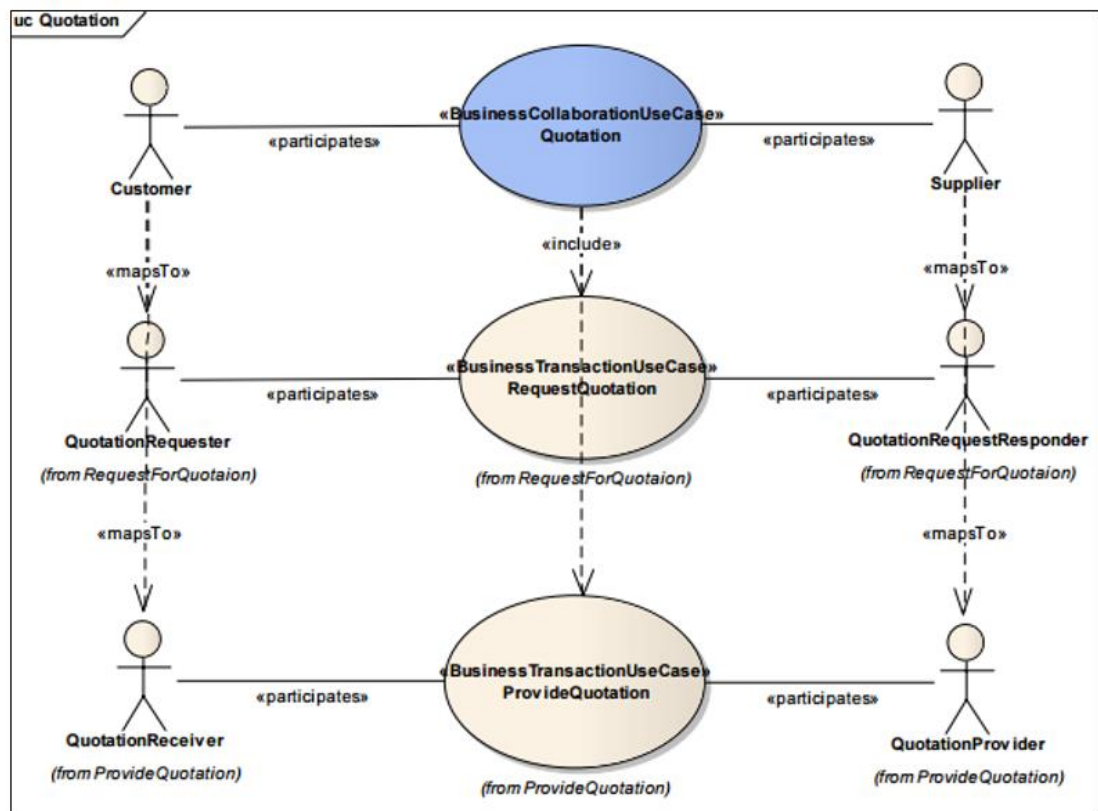 uc Quotation
«BusinessCollaborationUseCase»
Quotation
«participates»
«participates»
Customer
Supplier
«include»
«mapsTo»
«mapsTo»
«BusinessTransactionUseCase»
RequestQuotation
«participates»
«participates»
QuotationRequester
QuotationRequestResponder
(from RequestForQuotaion)
(from RequestForQuotaion)
(from RequestForQuotaion)
«mapsTo»
«mapsTo»
«BusinessTransactionUseCase»
ProvideQuotation
«participates»
«participates»
QuotationReceiver
QuotationProvider
(from ProvideQuotation)
(from ProvideQuotation)
(from ProvideQuotation)